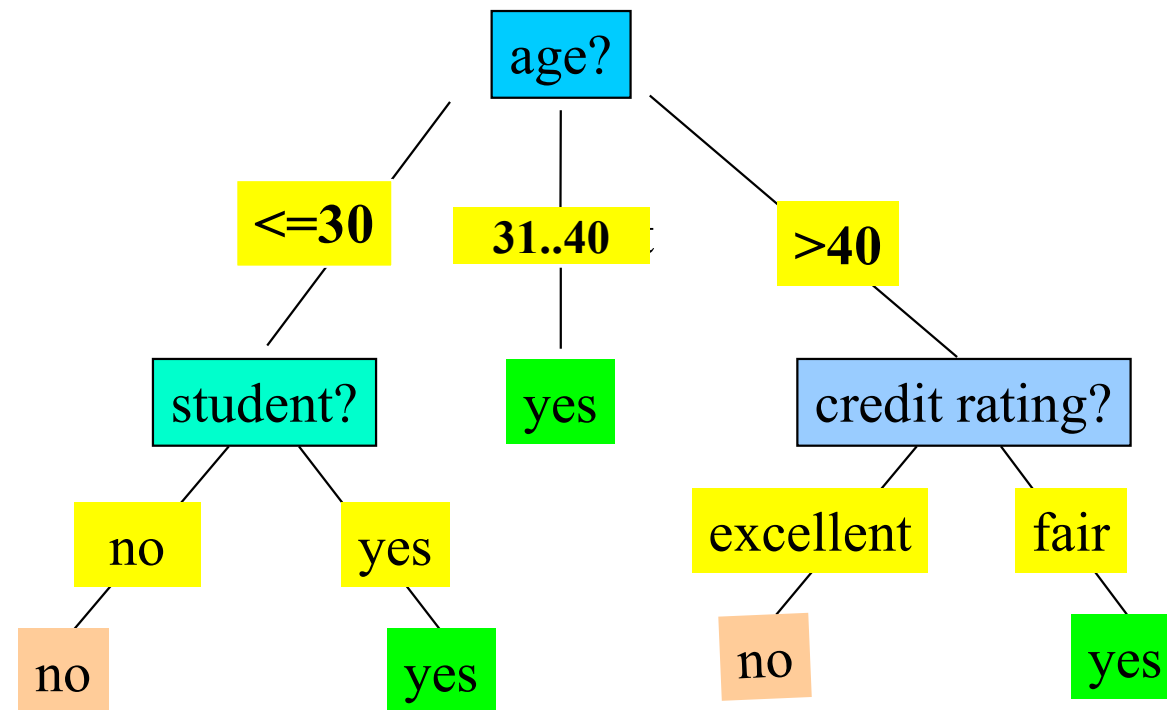 age?
<=30
31..40
>40
student?
yes
credit rating?
no
yes
excellent
fair
no
yes
no
yes